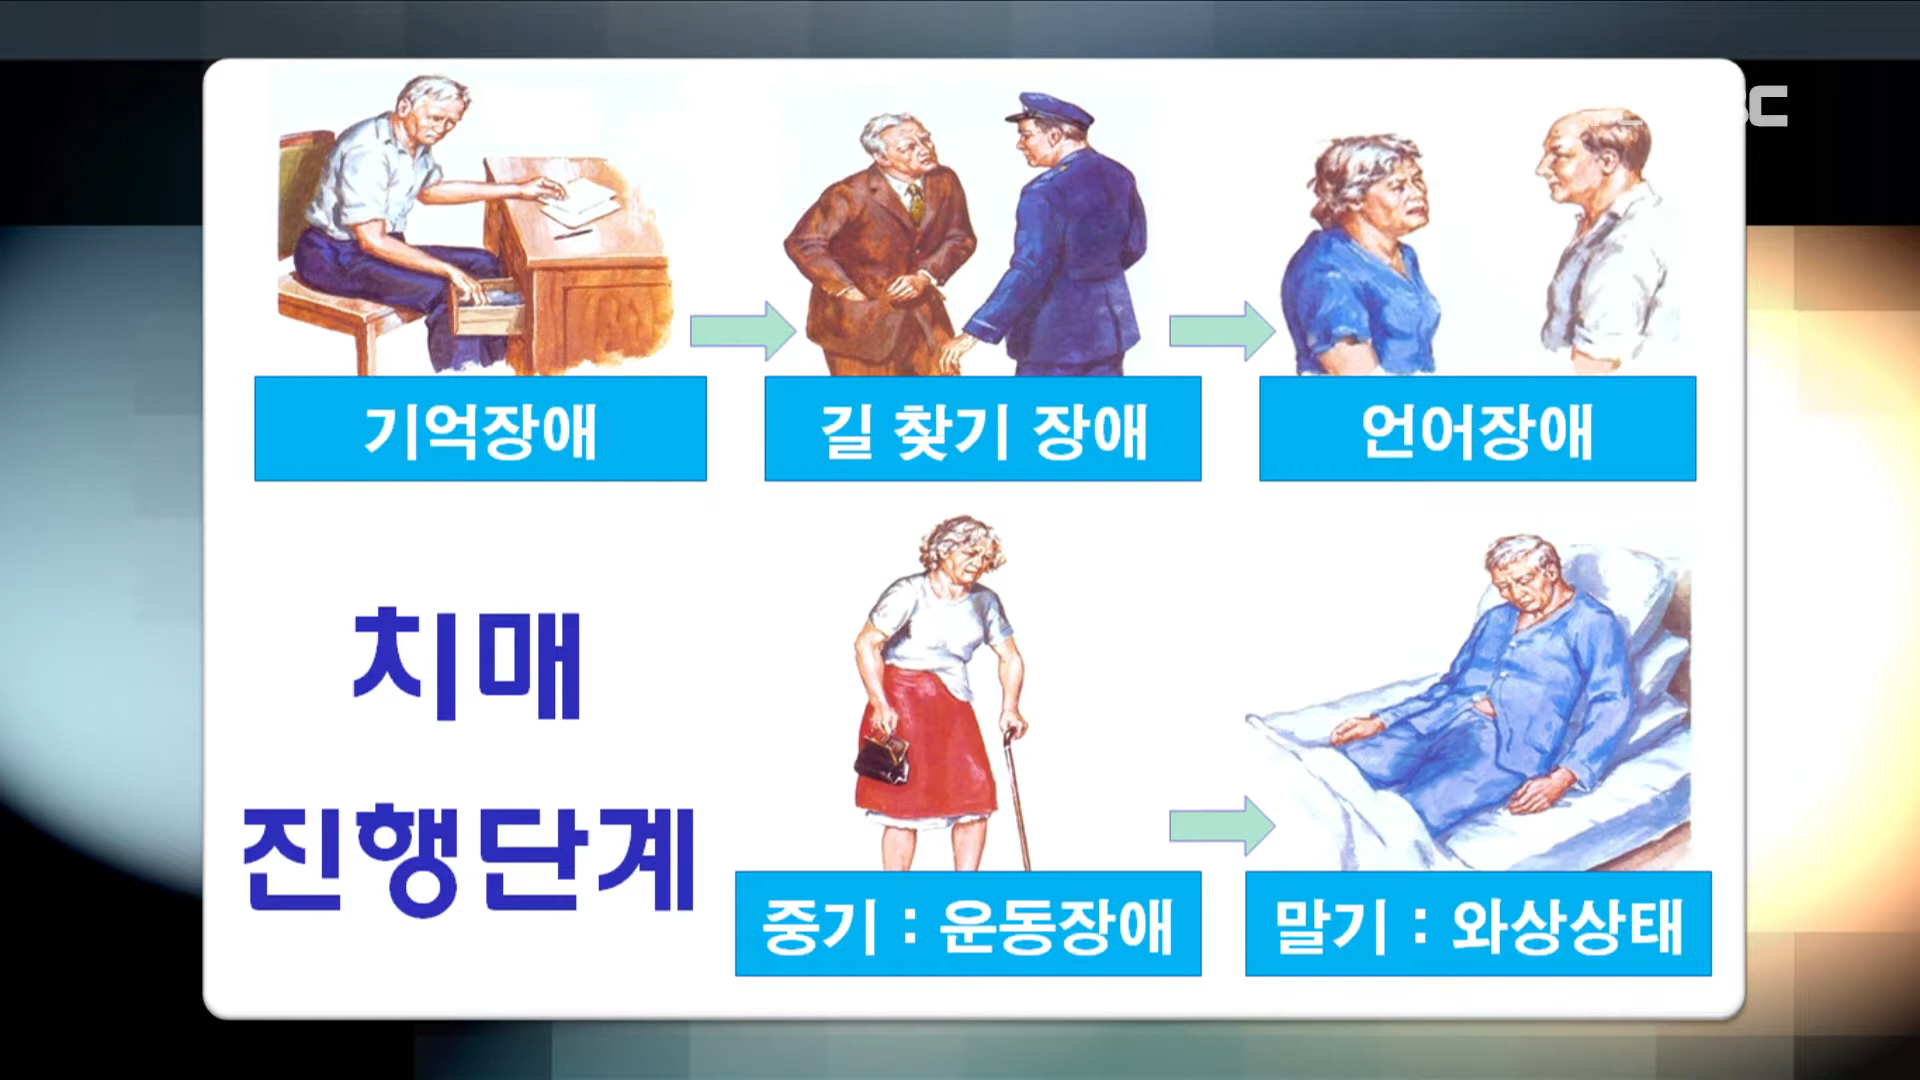 기억장애
길 찾기 장애
언어장애
치매
진행단계
중기 : 운동장애
말기 : 와상상태